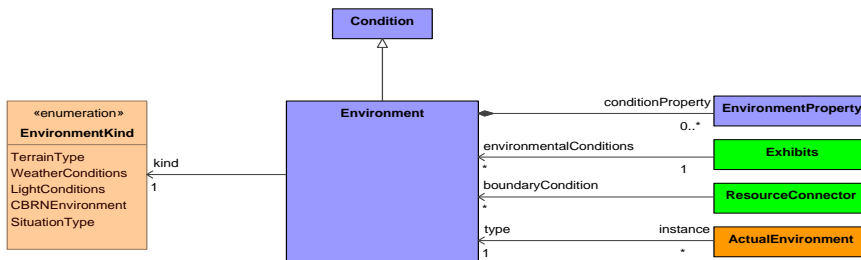 Condition
«enumeration»
EnvironmentKind
TerrainType
WeatherConditions
LightConditions
CBRNEnvironment
SituationType
kind
1
Environment
conditionProperty
0..*
EnvironmentProperty
environmentalConditions
*
1
Exhibits
boundaryCondition
*
ResourceConnector
type
1
instance
*
ActualEnvironment